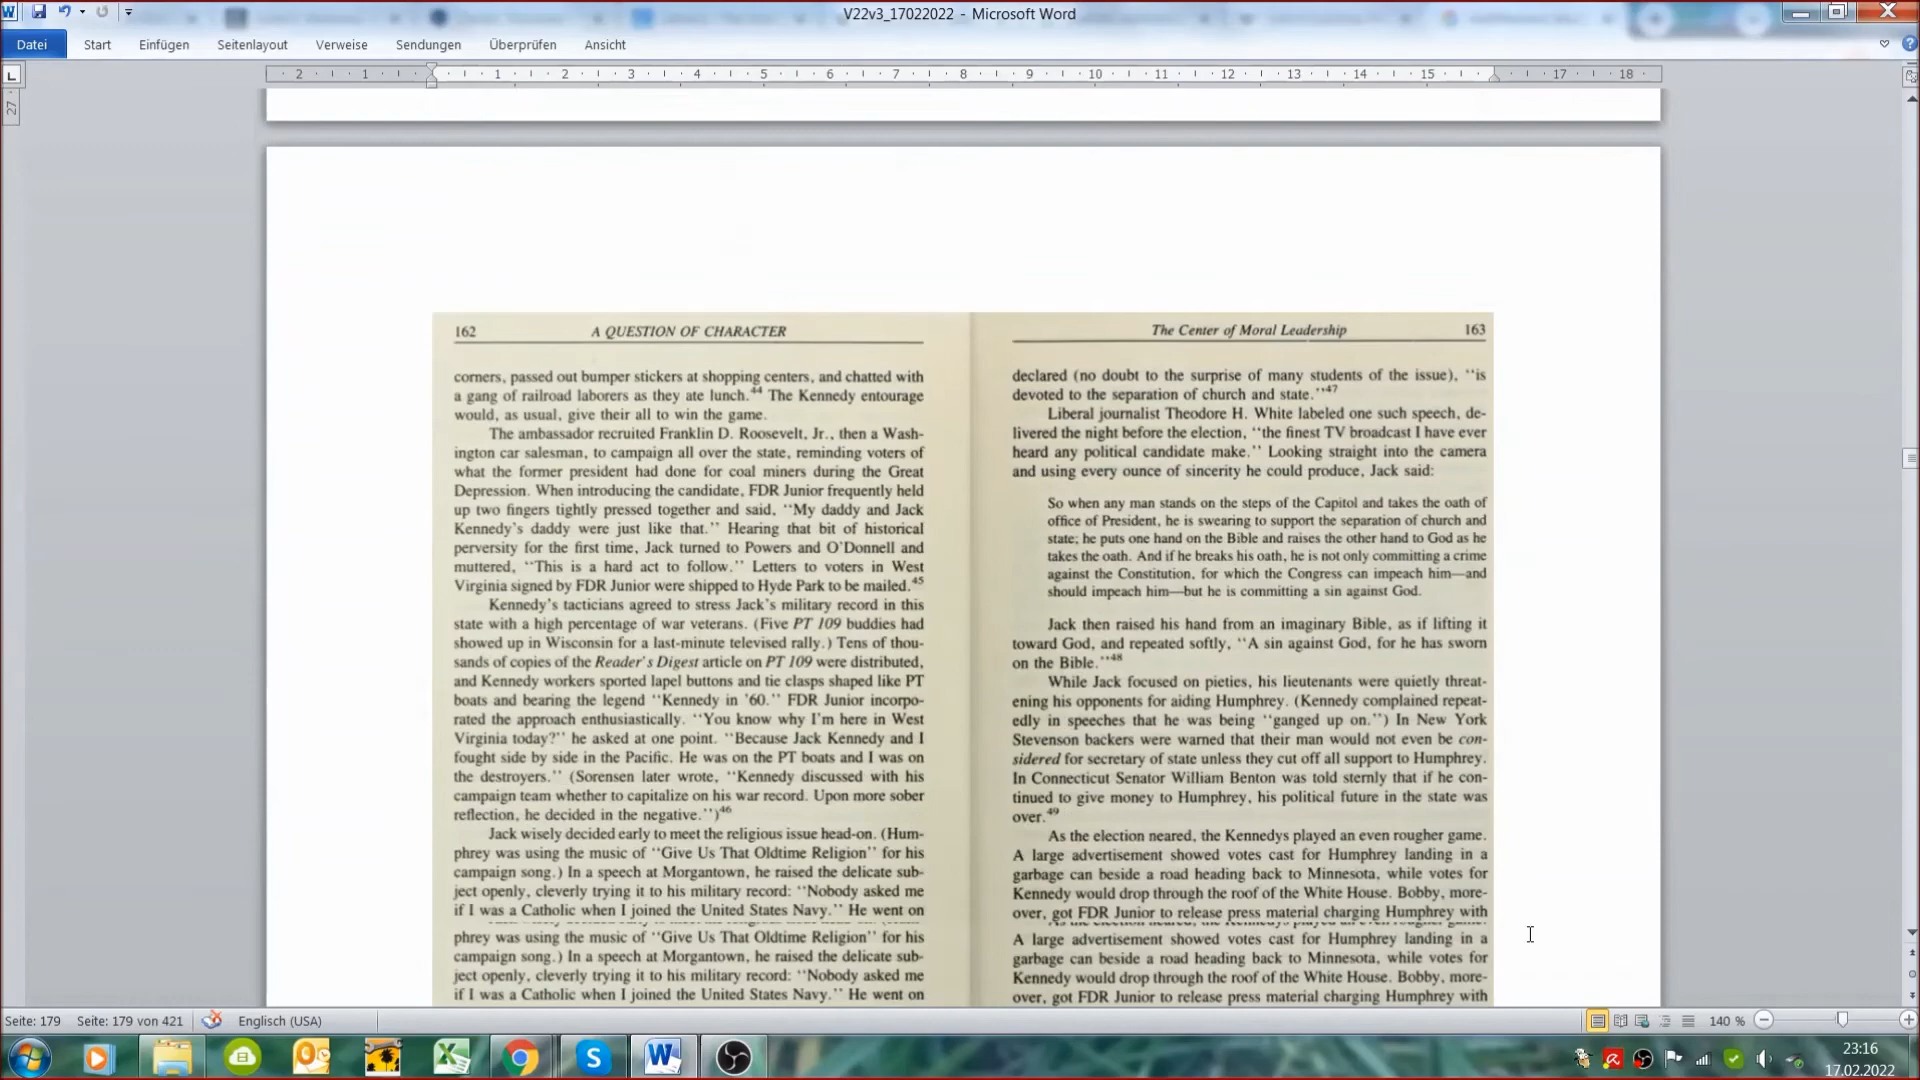 V22v3_17022022 - Microsoft Word
Datei Start Einfügen Seitenlayout Verweise Sendungen Überprüfen Ansicht
2 1 1 2 3 4 5 6 7 8 9 10 11 12 13 14 15 17 18
27
162 A QUESTION OF CHARACTER
corners, passed out bumper stickers at shopping centers, and chatted with
a gang of railroad laborers as they ate lunch.44 The Kennedy entourage
would, as usual, give their all to win the game.
The ambassador recruited Franklin D. Roosevelt, Jr., then a Wash-
ington car salesman, to campaign all over the state, reminding voters of
what the former president had done for coal miners during the Great
Depression. When introducing the candidate, FDR Junior frequently held
up two fingers tightly pressed together and said, "My daddy and Jack
Kennedy's daddy were just like that." Hearing that bit of historical
perversity for the first time, Jack turned to Powers and O'Donnell and
muttered, "This is a hard act to follow." Letters to voters in West
Virginia signed by FDR Junior were shipped to Hyde Park to be mailed.45
Kennedy's tacticians agreed to stress Jack's military record in this
state with a high percentage of war veterans. (Five PT 109 buddies had
showed up in Wisconsin for a last-minute televised rally.) Tens of thou-
sands of copies of the Reader's Digest article on PT 109 were distributed,
and Kennedy workers sported lapel buttons and tie clasps shaped like PT
boats and bearing the legend "Kennedy in '60." FDR Junior incorpo-
rated the approach enthusiastically. "You know why I'm here in West
Virginia today?" he asked at one point. "Because Jack Kennedy and I
fought side by side in the Pacific. He was on the PT boats and I was on
the destroyers." (Sorensen later wrote, "Kennedy discussed with his
campaign team whether to capitalize on his war record. Upon more sober
reflection, he decided in the negative.")46
Jack wisely decided early to meet the religious issue head-on. (Hum-
phrey was using the music of "Give Us That Oldtime Religion" for his
campaign song.) In a speech at Morgantown, he raised the delicate sub-
ject openly, cleverly trying it to his military record: "Nobody asked me
if I was a Catholic when I joined the United States Navy." He went on
phrey was using the music of "Give Us That Oldtime Religion" for his
campaign song.) In a speech at Morgantown, he raised the delicate sub-
ject openly, cleverly trying it to his military record: "Nobody asked me
if I was a Catholic when I joined the United States Navy." He went on
The Center of Moral Leadership 163
declared (no doubt to the surprise of many students of the issue), "is
devoted to the separation of church and state."47
Liberal journalist Theodore H. White labeled one such speech, de-
livered the night before the election, "the finest TV broadcast I have ever
heard any political candidate make." Looking straight into the camera
and using every ounce of sincerity he could produce, Jack said:
So when any man stands on the steps of the Capitol and takes the oath of
office of President, he is swearing to support the separation of church and
state; he puts one hand on the Bible and raises the other hand to God as he
takes the oath. And if he breaks his oath, he is not only committing a crime
against the Constitution, for which the Congress can impeach him—and
should impeach him—but he is committing a sin against God.
Jack then raised his hand from an imaginary Bible, as if lifting it
toward God, and repeated softly, "A sin against God, for he has sworn
on the Bible."48
While Jack focused on pieties, his lieutenants were quietly threat-
ening his opponents for aiding Humphrey. (Kennedy complained repeat-
edly in speeches that he was being "ganged up on.") In New York
Stevenson backers were warned that their man would not even be con-
sidered for secretary of state unless they cut off all support to Humphrey.
In Connecticut Senator William Benton was told sternly that if he con-
tinued to give money to Humphrey, his political future in the state was
over.49
As the election neared, the Kennedys played an even rougher game.
A large advertisement showed votes cast for Humphrey landing in a
garbage can beside a road heading back to Minnesota, while votes for
Kennedy would drop through the roof of the White House. Bobby, more-
over, got FDR Junior to release press material charging Humphrey with
A large advertisement showed votes cast for Humphrey landing in a
garbage can beside a road heading back to Minnesota, while votes for
Kennedy would drop through the roof of the White House. Bobby, more-
over, got FDR Junior to release press material charging Humphrey with
Seite: 179 Seite: 179 von 421 Englisch (USA) 140 %
23:16
17.02.2022